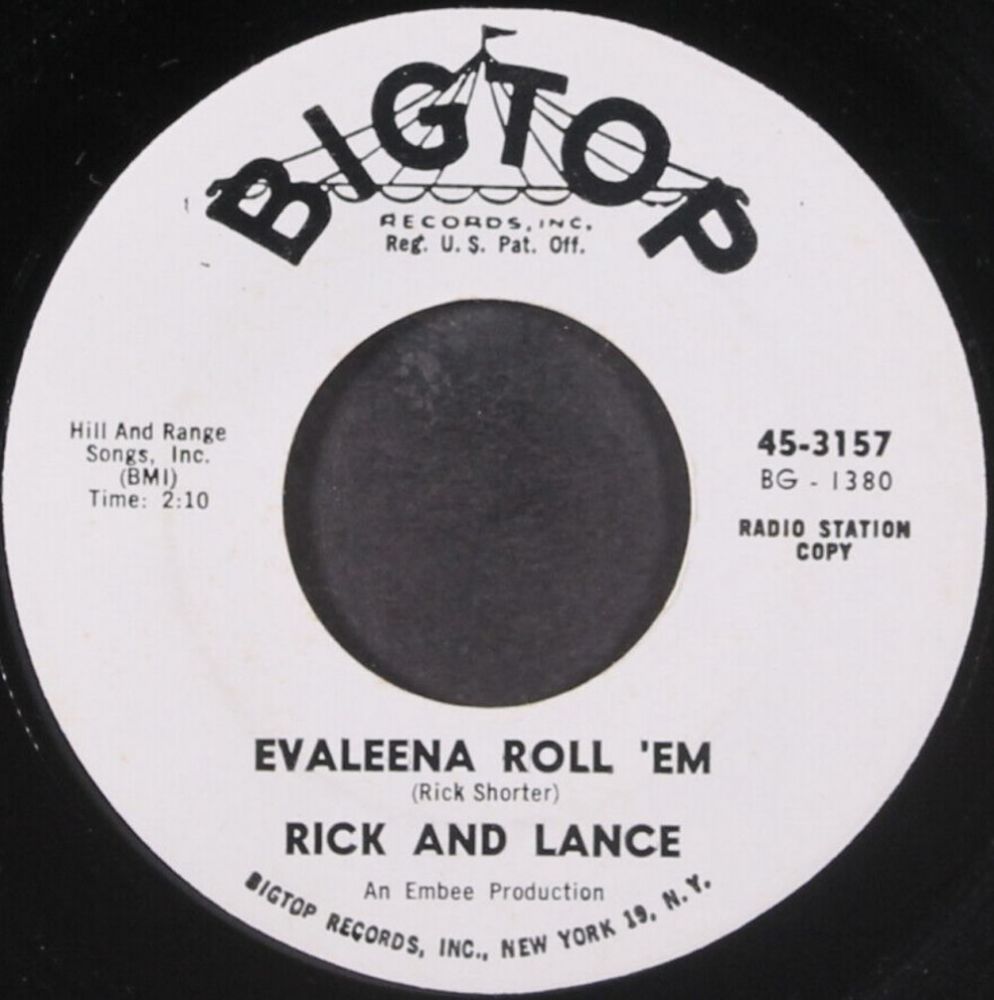 BIGTOP
RECORDS, INC.
Reg. U. S. Pat. Off.
Hill And Range
Songs, Inc.
(BMI)
Time: 2:10
45-3157
BG - 1380
RADIO STATION
COPY
EVALEENA ROLL 'EM
(Rick Shorter)
RICK AND LANCE
An Embee Production
BIGTOP RECORDS, INC., NEW YORK 19, N.Y.